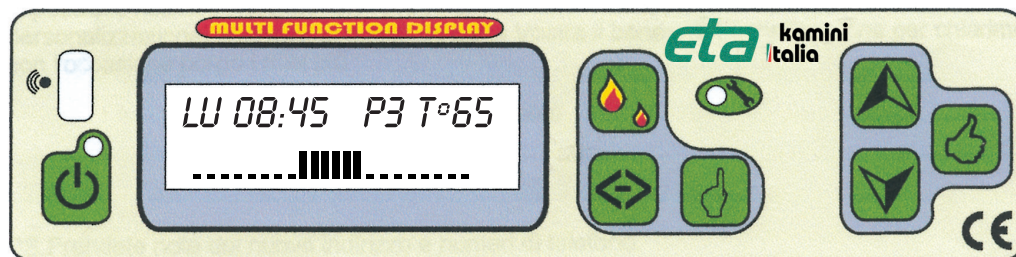 MULTI FUNCTION DISPLAY
eta kamini italia
LU 08:45 P3 T°65
CE